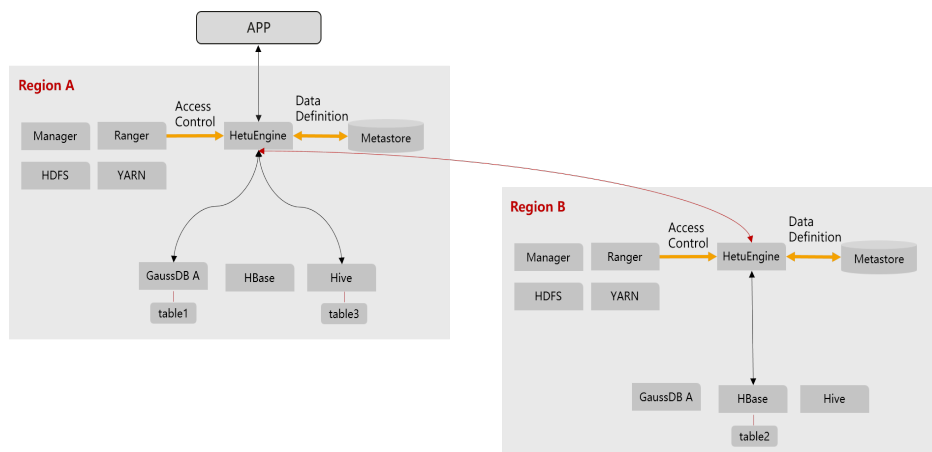 APP
Region A
Access
Control
Data
Definition
Manager
Ranger
HetuEngine
Metastore
HDFS
YARN
GaussDB A
HBase
Hive
table1
table3
Region B
Access
Control
Data
Definition
Manager
Ranger
HetuEngine
Metastore
HDFS
YARN
GaussDB A
HBase
Hive
table2